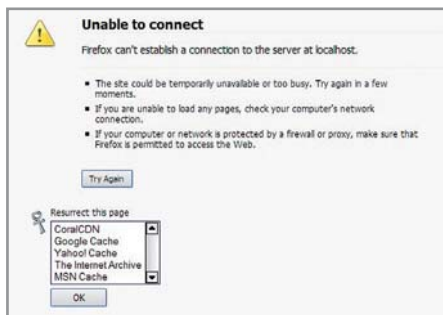 Unable to connect
Firefox can't establish a connection to the server at localhost.
The site could be temporarily unavailable or too busy. Try again in a few
moments.
If you are unable to load any pages, check your computer's network
connection.
If your computer or network is protected by a firewall or proxy, make sure that
Firefox is permitted to access the Web.
Try Again
Resurrect this page
CoralCDN
Google Cache
Yahoo! Cache
The Internet Archive
MSN Cache
OK